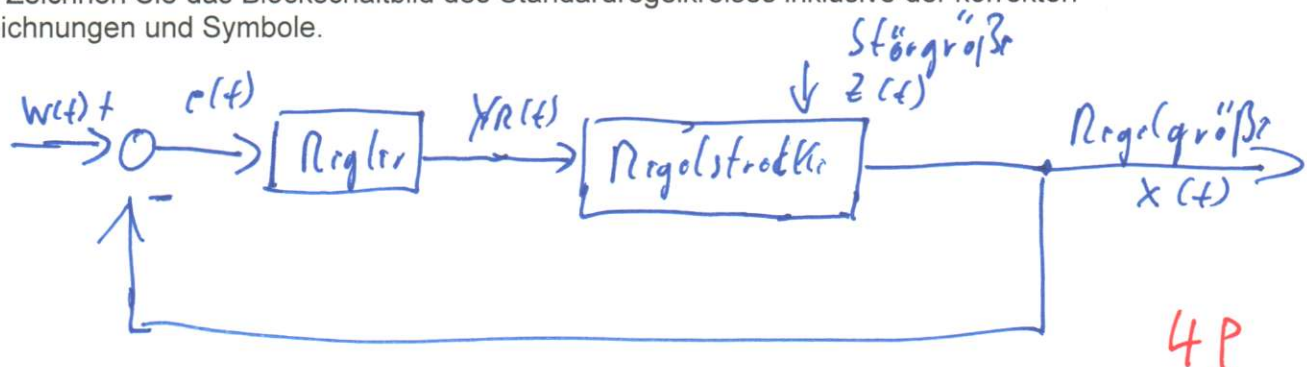 Zeichnen Sie das Blockschaltbild des Standardregelkreises inklusive der korrekten
ichnungen und Symbole.
Störgröße
z(t)
w(t) + e(t) Regler yR(t) Regelstrecke Regelgröße
x(t)
-
4P